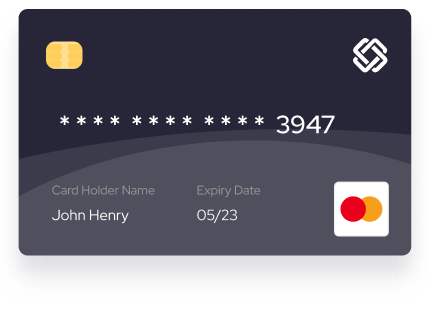 * * * * * * * * * * * * 3947
Card Holder Name Expiry Date
John Henry 05/23